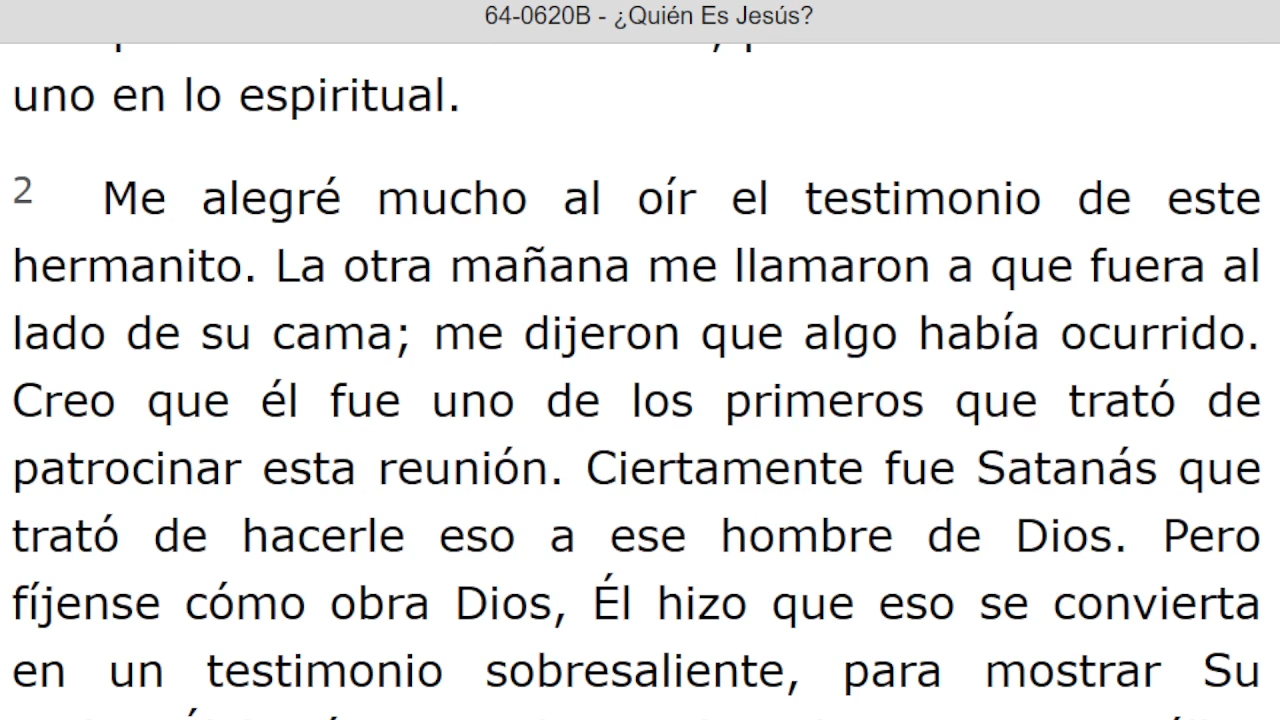 64-0620B - ¿Quién Es Jesús?
uno en lo espiritual.
2 Me alegré mucho al oír el testimonio de este
hermanito. La otra mañana me llamaron a que fuera al
lado de su cama; me dijeron que algo había ocurrido.
Creo que él fue uno de los primeros que trató de
patrocinar esta reunión. Ciertamente fue Satanás que
trató de hacerle eso a ese hombre de Dios. Pero
fíjense cómo obra Dios, Él hizo que eso se convierta
en un testimonio sobresaliente, para mostrar Su